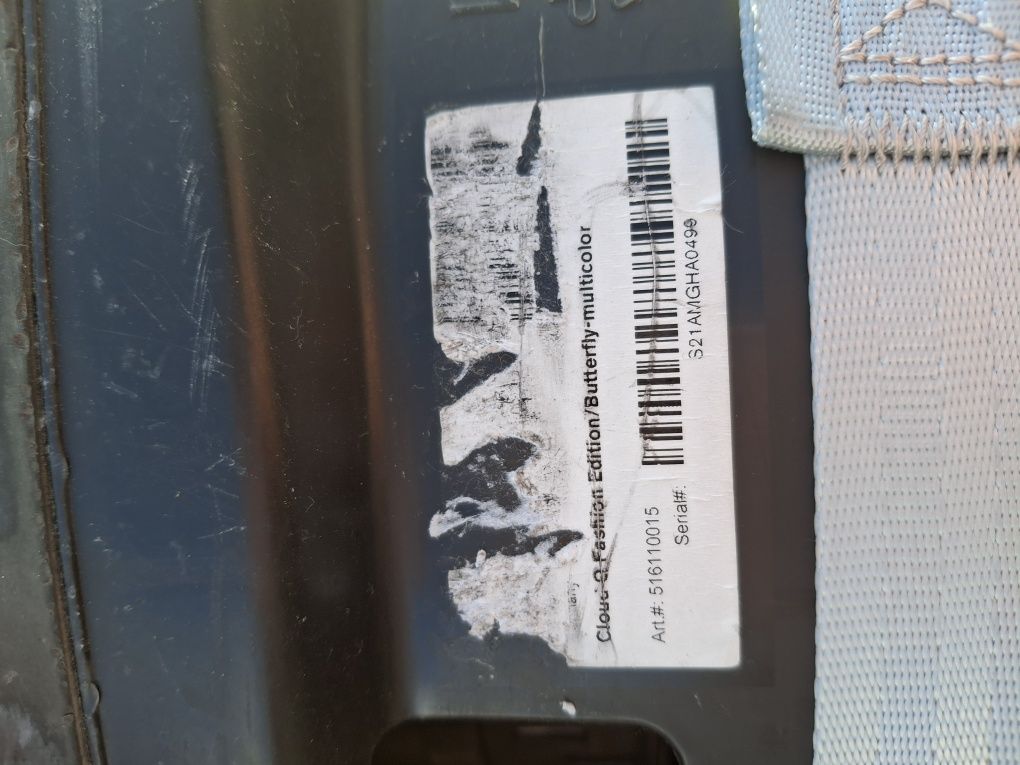 Cloud Q Fashion Edition/Butterfly-multicolor
Art.#: 516110015
Serial#:
S21AMGHA0499